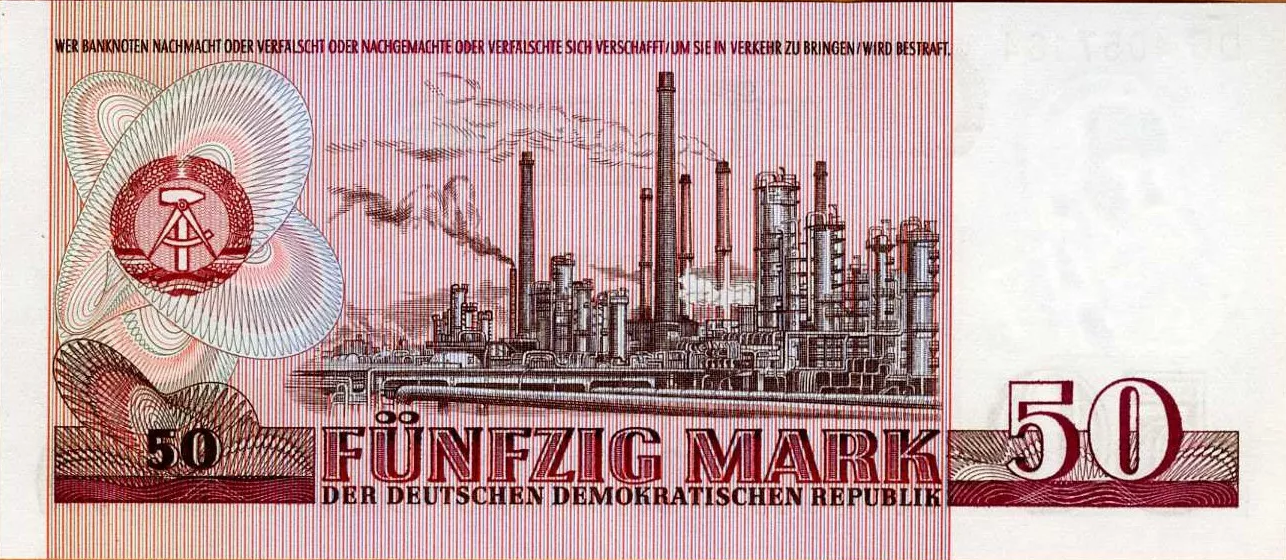 WER BANKNOTEN NACHMACHT ODER VERFÄLSCHT ODER NACHGEMACHTE ODER VERFÄLSCHTE SICH VERSCHAFFT/UM SIE IN VERKEHR ZU BRINGEN/WIRD BESTRAFT.
50
FÜNFZIG MARK
DER DEUTSCHEN DEMOKRATISCHEN REPUBLIK
50